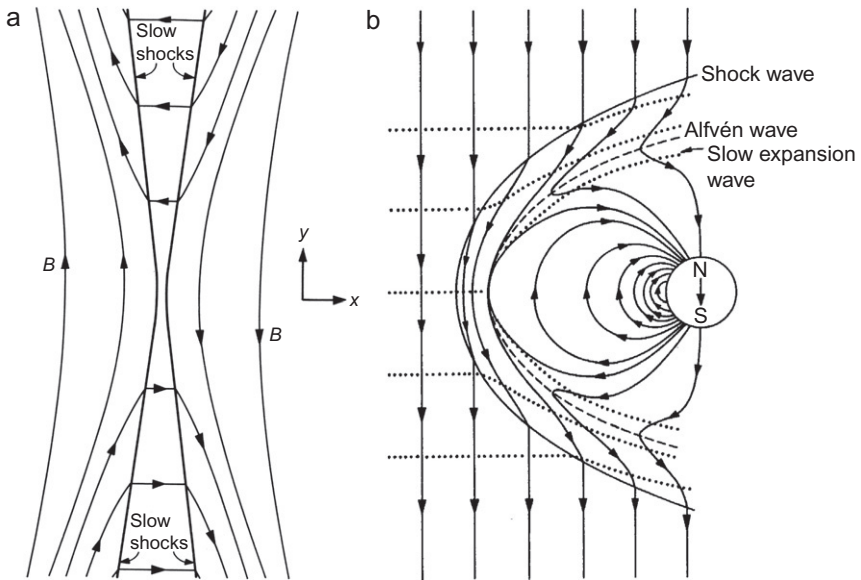 a
Slow
shocks
B
B
y
x
Slow
shocks
b
Shock wave
Alfvén wave
Slow expansion
wave
N
S